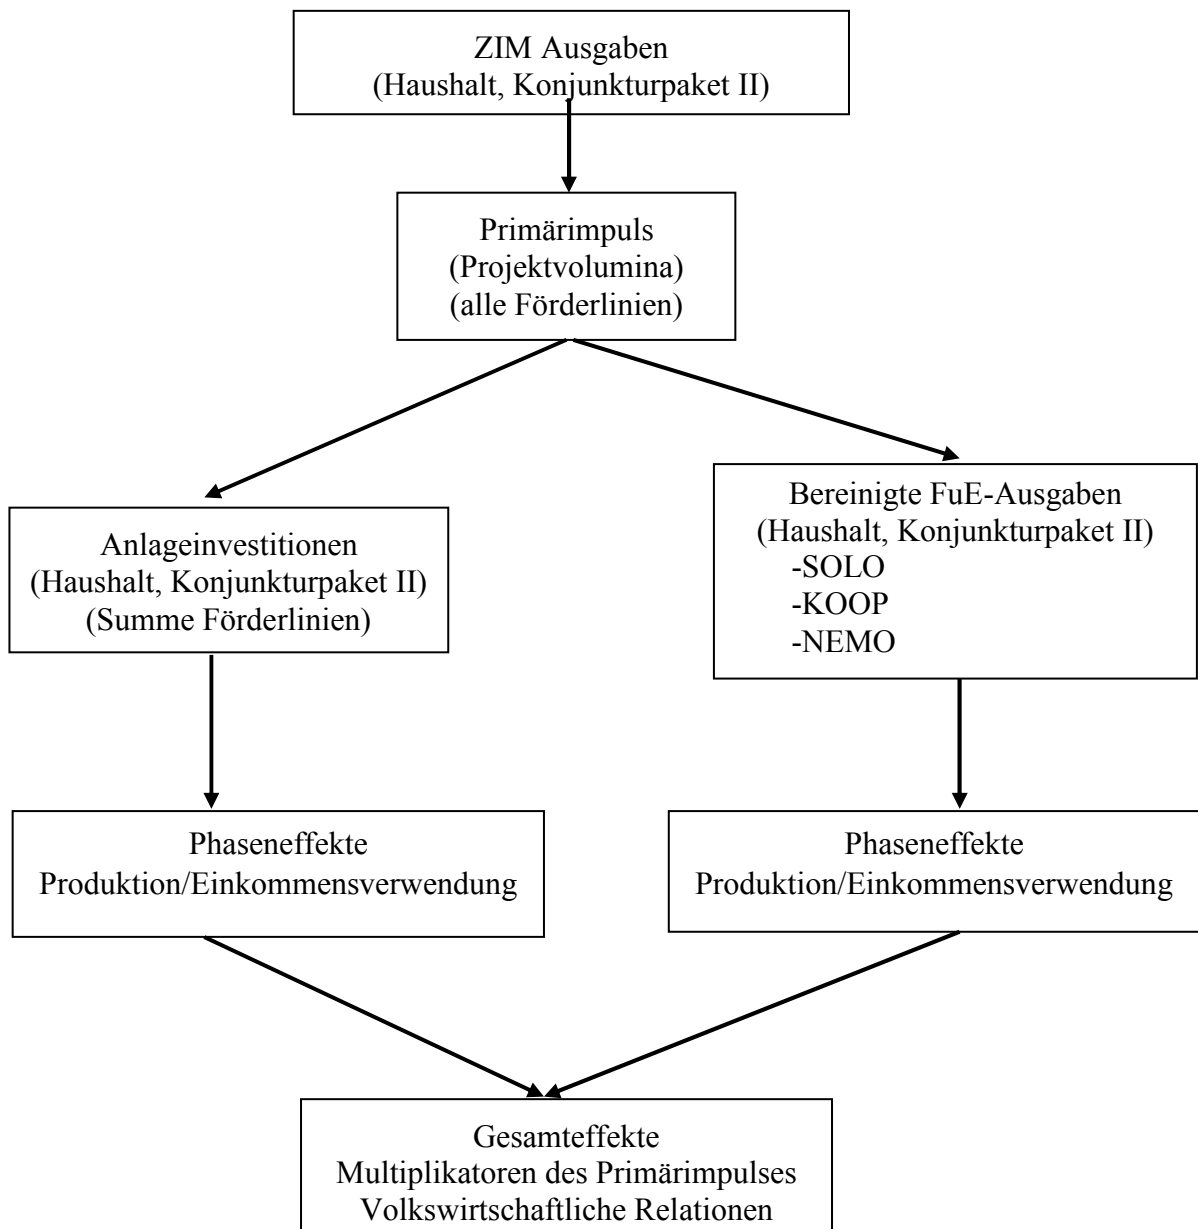 ZIM Ausgaben
(Haushalt, Konjunkturpaket II)
Primärimpuls
(Projektvolumina)
(alle Förderlinien)
Anlageinvestitionen
(Haushalt, Konjunkturpaket II)
(Summe Förderlinien)
Bereinigte FuE-Ausgaben
(Haushalt, Konjunkturpaket II)
-SOLO
-KOOP
-NEMO
Phaseneffekte
Produktion/Einkommensverwendung
Phaseneffekte
Produktion/Einkommensverwendung
Gesamteffekte
Multiplikatoren des Primärimpulses
Volkswirtschaftliche Relationen